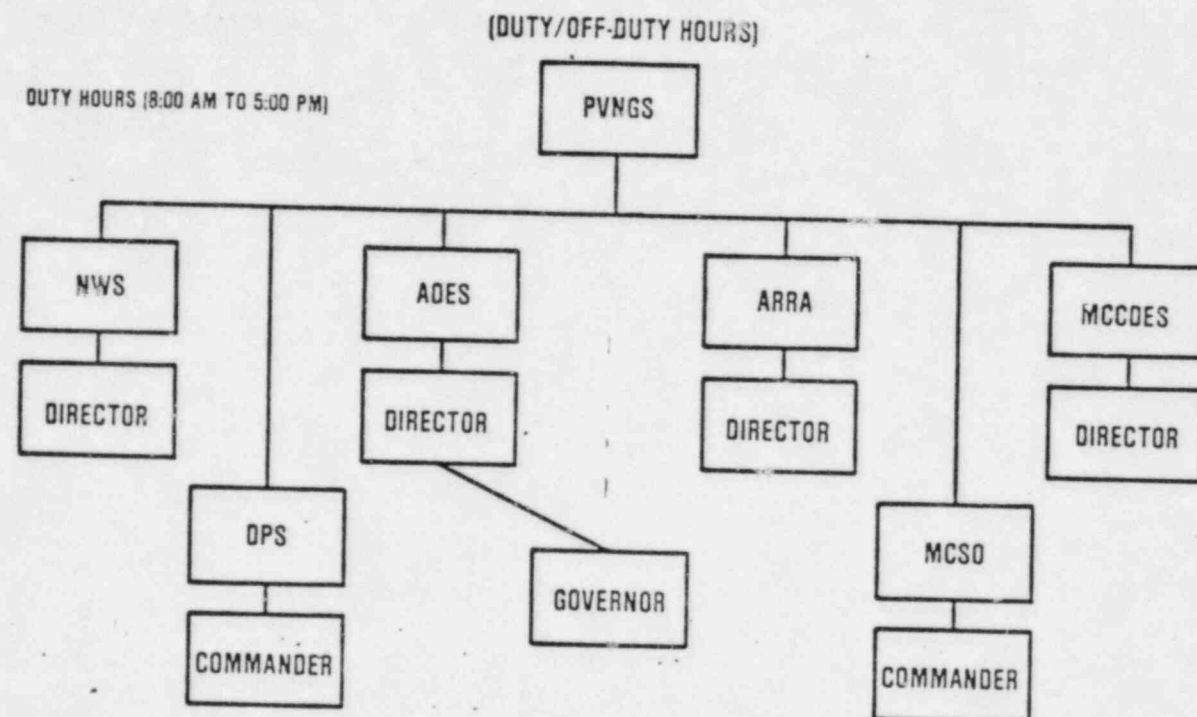 (DUTY/OFF-DUTY HOURS)
DUTY HOURS (8:00 AM TO 5:00 PM)
PVNGS
NWS
ADES
ARRA
MCCDES
DIRECTOR
DIRECTOR
DIRECTOR
DIRECTOR
DPS
MCSO
GOVERNOR
COMMANDER
COMMANDER